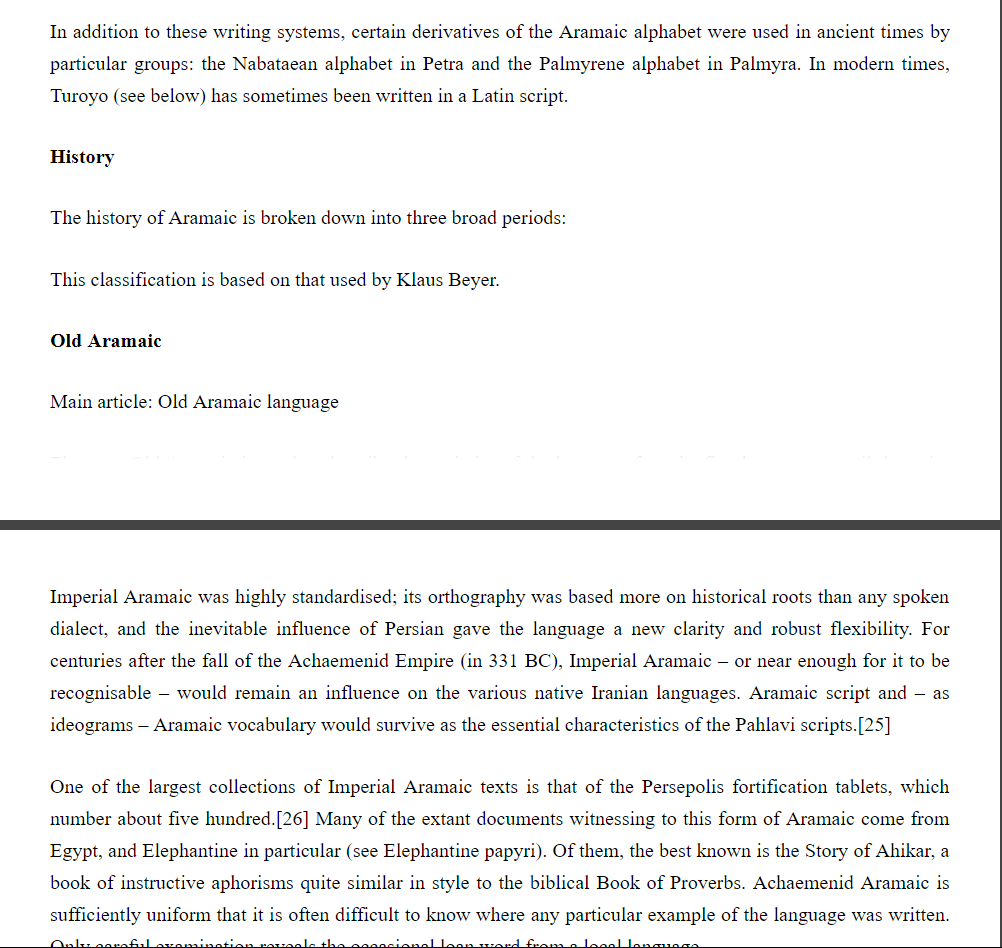 In addition to these writing systems, certain derivatives of the Aramaic alphabet were used in ancient times by
particular groups: the Nabataean alphabet in Petra and the Palmyrene alphabet in Palmyra. In modern times,
Turoyo (see below) has sometimes been written in a Latin script.
History
The history of Aramaic is broken down into three broad periods:
This classification is based on that used by Klaus Beyer.
Old Aramaic
Main article: Old Aramaic language
Imperial Aramaic was highly standardised; its orthography was based more on historical roots than any spoken
dialect, and the inevitable influence of Persian gave the language a new clarity and robust flexibility. For
centuries after the fall of the Achaemenid Empire (in 331 BC), Imperial Aramaic – or near enough for it to be
recognisable – would remain an influence on the various native Iranian languages. Aramaic script and – as
ideograms – Aramaic vocabulary would survive as the essential characteristics of the Pahlavi scripts.[25]
One of the largest collections of Imperial Aramaic texts is that of the Persepolis fortification tablets, which
number about five hundred.[26] Many of the extant documents witnessing to this form of Aramaic come from
Egypt, and Elephantine in particular (see Elephantine papyri). Of them, the best known is the Story of Ahikar, a
book of instructive aphorisms quite similar in style to the biblical Book of Proverbs. Achaemenid Aramaic is
sufficiently uniform that it is often difficult to know where any particular example of the language was written.
Only careful examination reveals the occasional loan word from a local language.